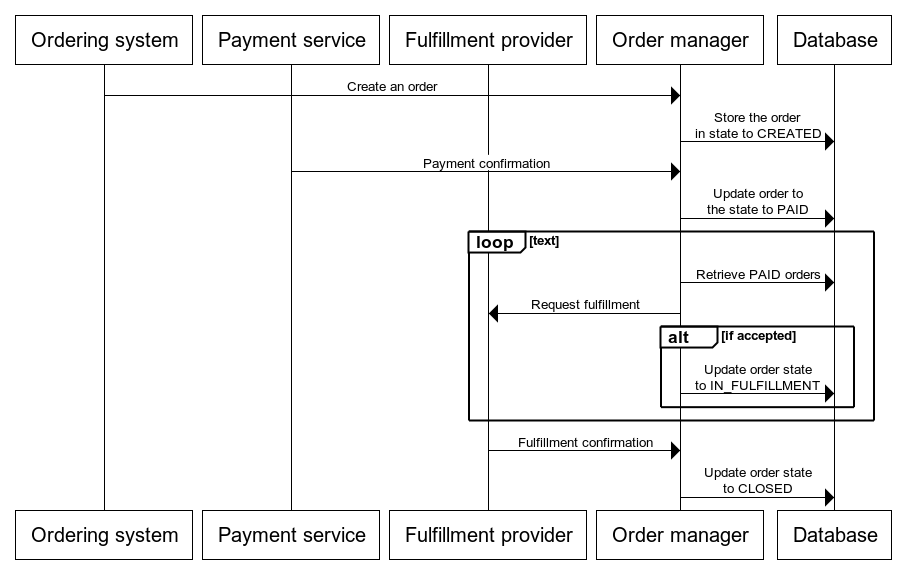 Ordering system
Payment service
Fulfillment provider
Order manager
Database
Create an order
Store the order
in state to CREATED
Payment confirmation
Update order to
the state to PAID
loop [text]
Retrieve PAID orders
Request fulfillment
alt [if accepted]
Update order state
to IN_FULFILLMENT
Fulfillment confirmation
Update order state
to CLOSED
Ordering system
Payment service
Fulfillment provider
Order manager
Database